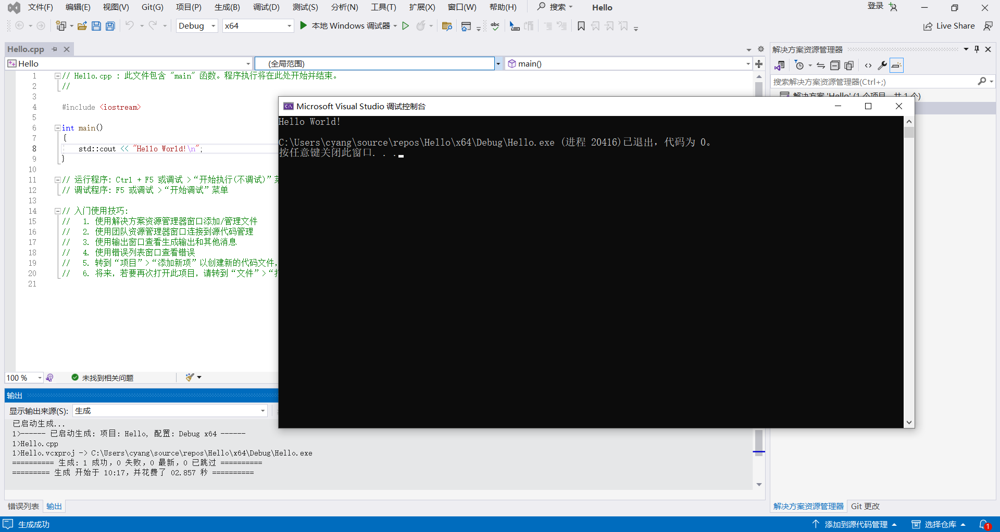 文件(F) 编辑(E) 视图(V) Git(G) 项目(P) 生成(B) 调试(D) 测试(S) 分析(N) 工具(T) 扩展(X) 窗口(W) 帮助(H) 搜索 Hello 登录
Debug x64 本地 Windows 调试器 abc Live Share
Hello.cpp
解决方案资源管理器
Hello (全局范围) main()
搜索解决方案资源管理器(Ctrl+;)
解决方案 'Hello' (1 个项目，共 1 个)
1 // Hello.cpp : 此文件包含 "main" 函数。程序执行将在此处开始并结束。
2 //
3
4 #include <iostream>
5
6 int main()
7 {
8 std::cout << "Hello World!\n";
9 }
10
11 // 运行程序: Ctrl + F5 或调试 >“开始执行(不调试)”
12 // 调试程序: F5 或调试 >“开始调试”菜单
13
14 // 入门使用技巧:
15 // 1. 使用解决方案资源管理器窗口添加/管理文件
16 // 2. 使用团队资源管理器窗口连接到源代码管理
17 // 3. 使用输出窗口查看生成输出和其他消息
18 // 4. 使用错误列表窗口查看错误
19 // 5. 转到“项目”>“添加新项”以创建新的代码文件，
20 // 6. 将来，若要再次打开此项目，请转到“文件”>“
21
Microsoft Visual Studio 调试控制台
Hello World!
C:\Users\cyang\source\repos\Hello\x64\Debug\Hello.exe (进程 20416)已退出，代码为 0。
按任意键关闭此窗口. . .
100 % 未找到相关问题
输出
显示输出来源(S): 生成
已启动生成...
1>------ 已启动生成: 项目: Hello, 配置: Debug x64 ------
1>Hello.cpp
1>Hello.vcxproj -> C:\Users\cyang\source\repos\Hello\x64\Debug\Hello.exe
========== 生成: 1 成功，0 失败，0 最新，0 已跳过 ==========
========= 生成 开始于 10:17，并花费了 02.857 秒 ==========
错误列表 输出
解决方案资源管理器 Git 更改
生成成功 添加到源代码管理 选择仓库 1